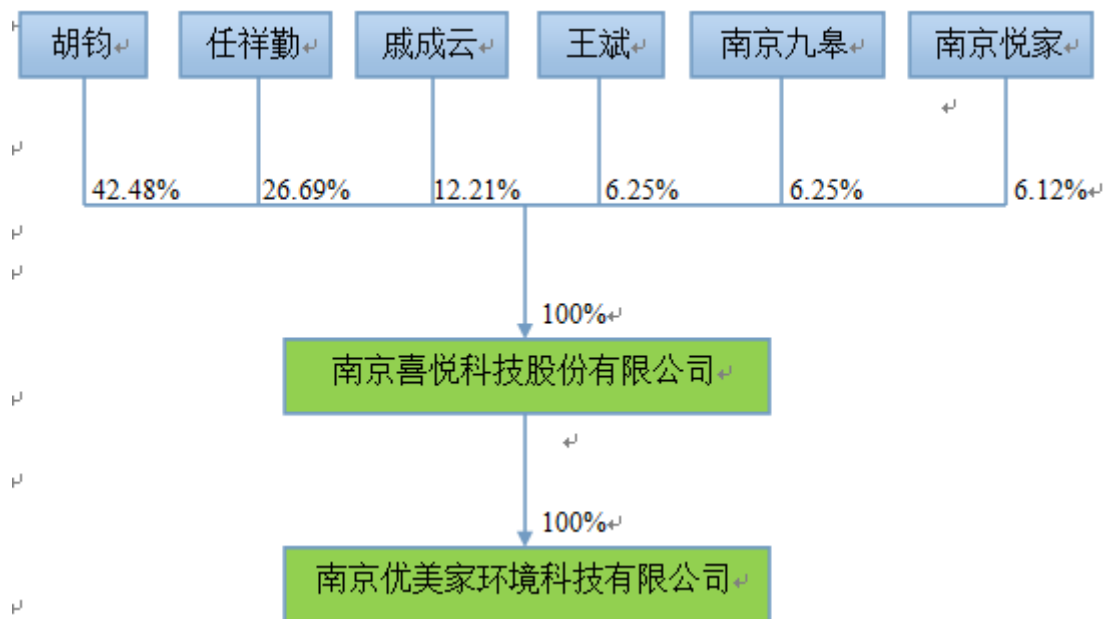 胡钧 任祥勤 戚成云 王斌 南京九皋 南京悦家
42.48% 26.69% 12.21% 6.25% 6.25% 6.12%
100%
南京喜悦科技股份有限公司
100%
南京优美家环境科技有限公司